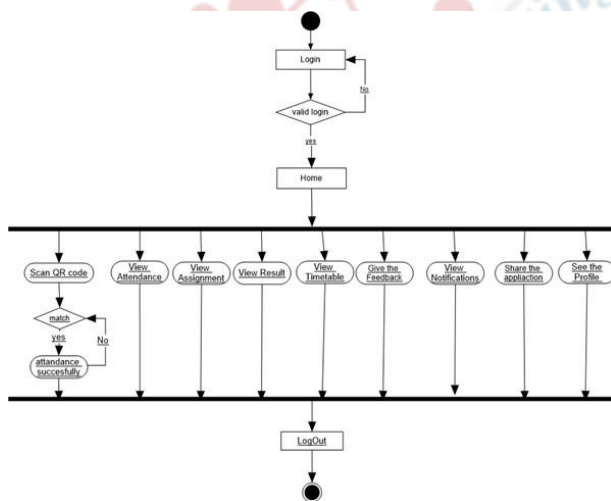 Login
No
valid login
yes
Home
Scan QR code
View
Attendance
View
Assignment
View Result
View
Timetable
Give the
Feedback
View
Notifications
Share the
appliaction
See the
Profile
match
yes
No
attandance
succesfully
LogOut